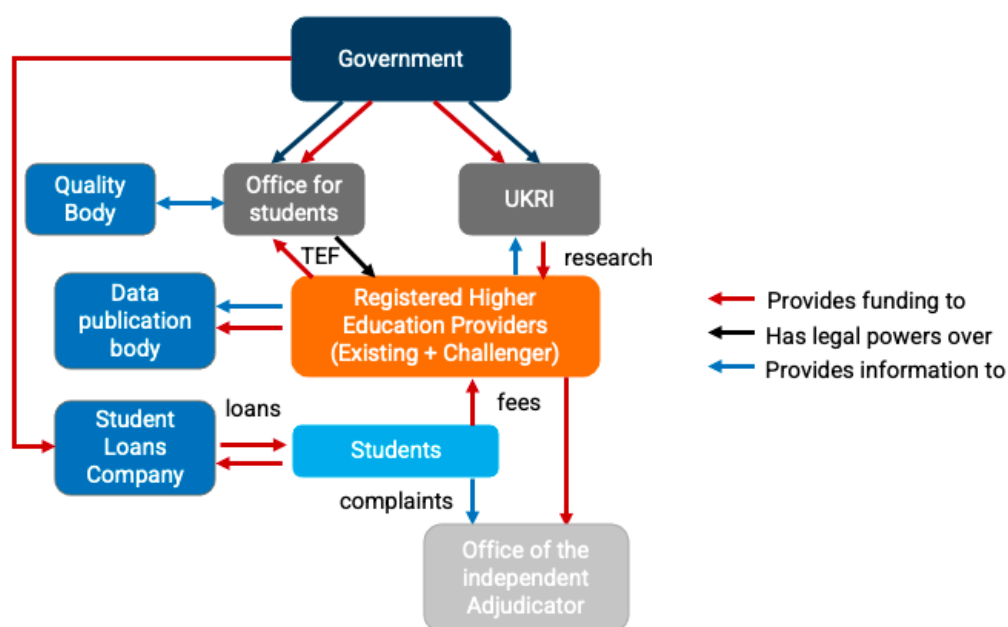 Government
Quality
Body
Office for
students
UKRI
TEF
research
Data
publication
body
Registered Higher
Education Providers
(Existing + Challenger)
Provides funding to
Has legal powers over
Provides information to
loans
fees
Student
Loans
Company
Students
complaints
Office of the
independent
Adjudicator